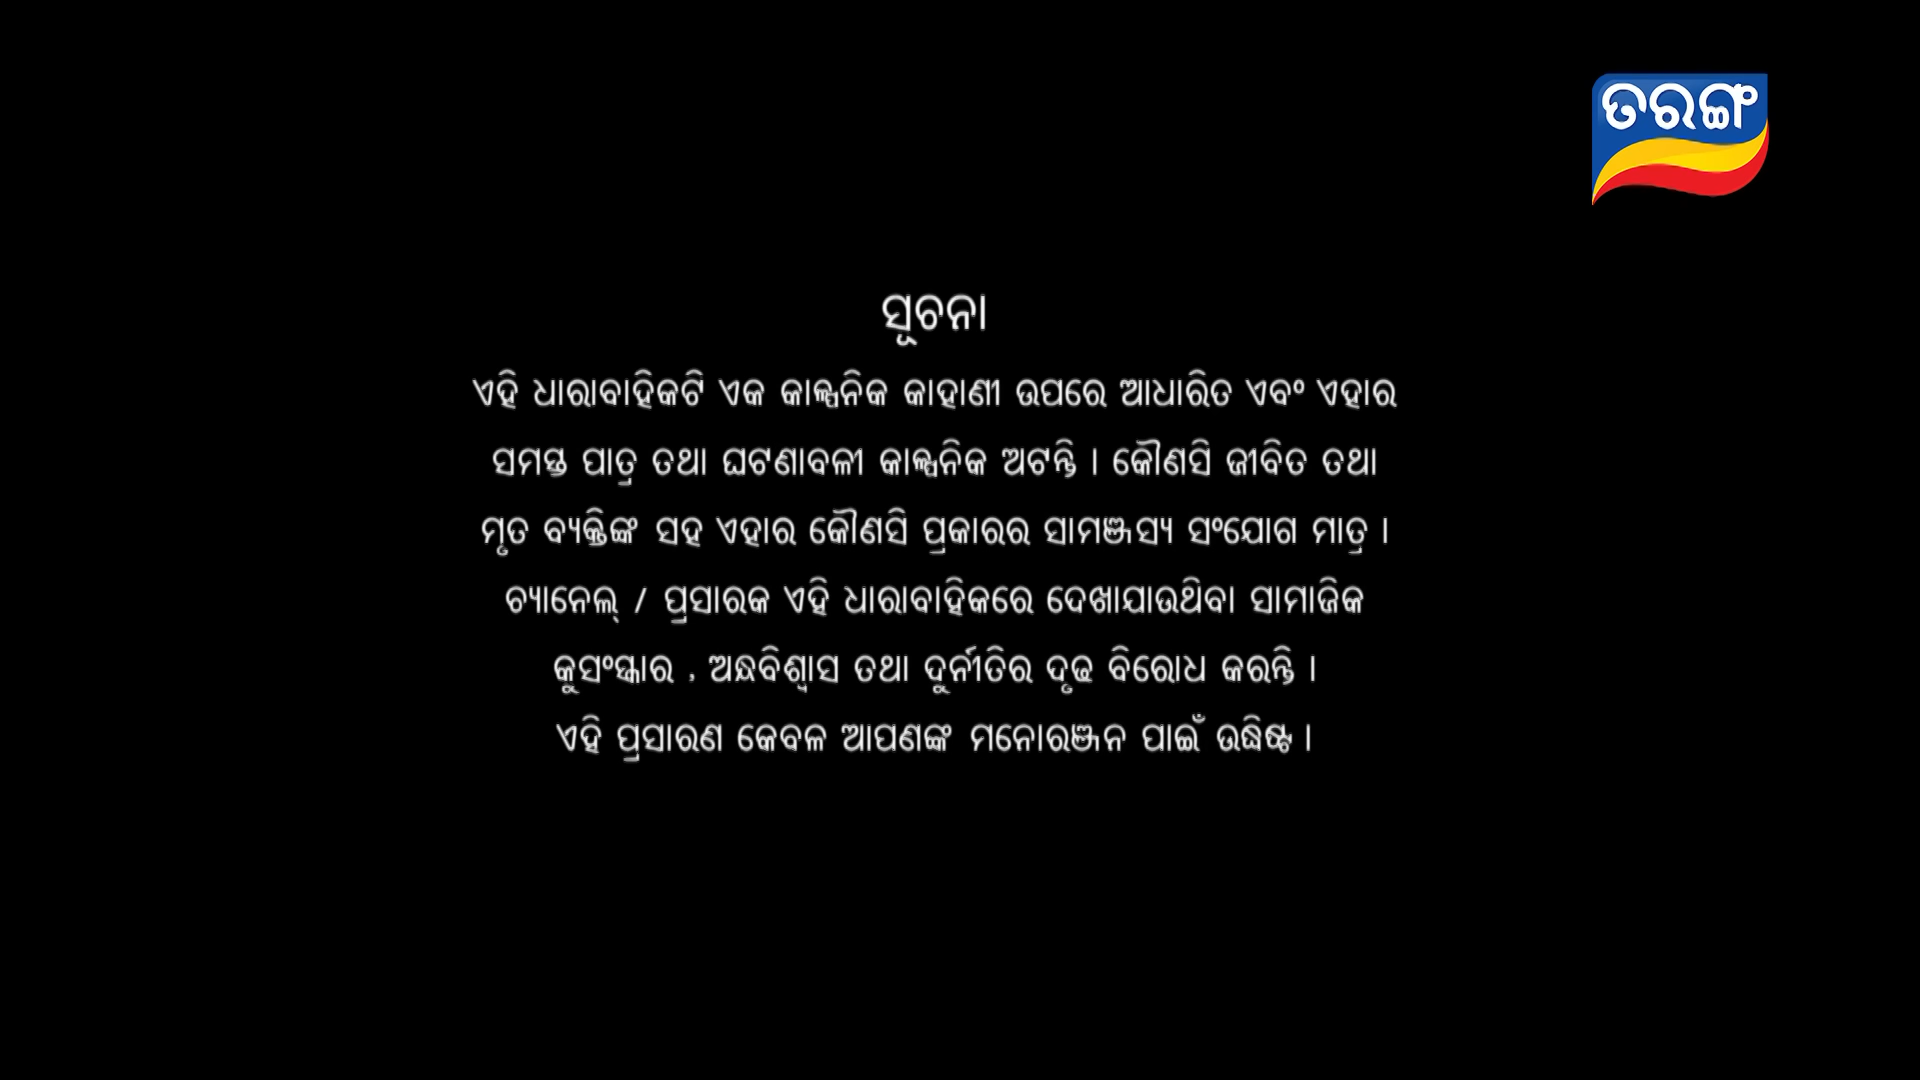 ତରଙ୍ଗ
ସୂଚନା
ଏହି ଧାରାବାହିକଟି ଏକ କାଳ୍ପନିକ କାହାଣୀ ଉପରେ ଆଧାରିତ ଏବଂ ଏହାର
ସମସ୍ତ ପାତ୍ର ତଥା ଘଟଣାବଳୀ କାଳ୍ପନିକ ଅଟନ୍ତି । କୌଣସି ଜୀବିତ ତଥା
ମୃତ ବ୍ୟକ୍ତିଙ୍କ ସହ ଏହାର କୌଣସି ପ୍ରକାରର ସାମଞ୍ଜସ୍ୟ ସଂଯୋଗ ମାତ୍ର ।
ଚ୍ୟାନେଲ୍ / ପ୍ରସାରକ ଏହି ଧାରାବାହିକରେ ଦେଖାଯାଉଥିବା ସାମାଜିକ
କୁସଂସ୍କାର , ଅନ୍ଧବିଶ୍ୱାସ ତଥା ଦୁର୍ନୀତିର ଦୃଢ ବିରୋଧ କରନ୍ତି ।
ଏହି ପ୍ରସାରଣ କେବଳ ଆପଣଙ୍କ ମନୋରଞ୍ଜନ ପାଇଁ ଉଦ୍ଧିଷ୍ଟ ।